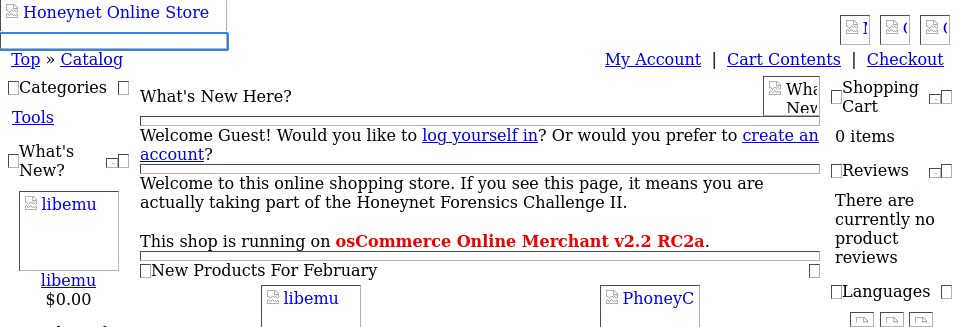 Honeynet Online Store
Top » Catalog
My Account | Cart Contents | Checkout
Categories
Tools
What's
New?
libemu
libemu
$0.00
What's New Here?
Welcome Guest! Would you like to log yourself in? Or would you prefer to create an
account?
Welcome to this online shopping store. If you see this page, it means you are
actually taking part of the Honeynet Forensics Challenge II.
This shop is running on osCommerce Online Merchant v2.2 RC2a.
New Products For February
libemu
PhoneyC
Shopping
Cart
0 items
Reviews
There are
currently no
product
reviews
Languages